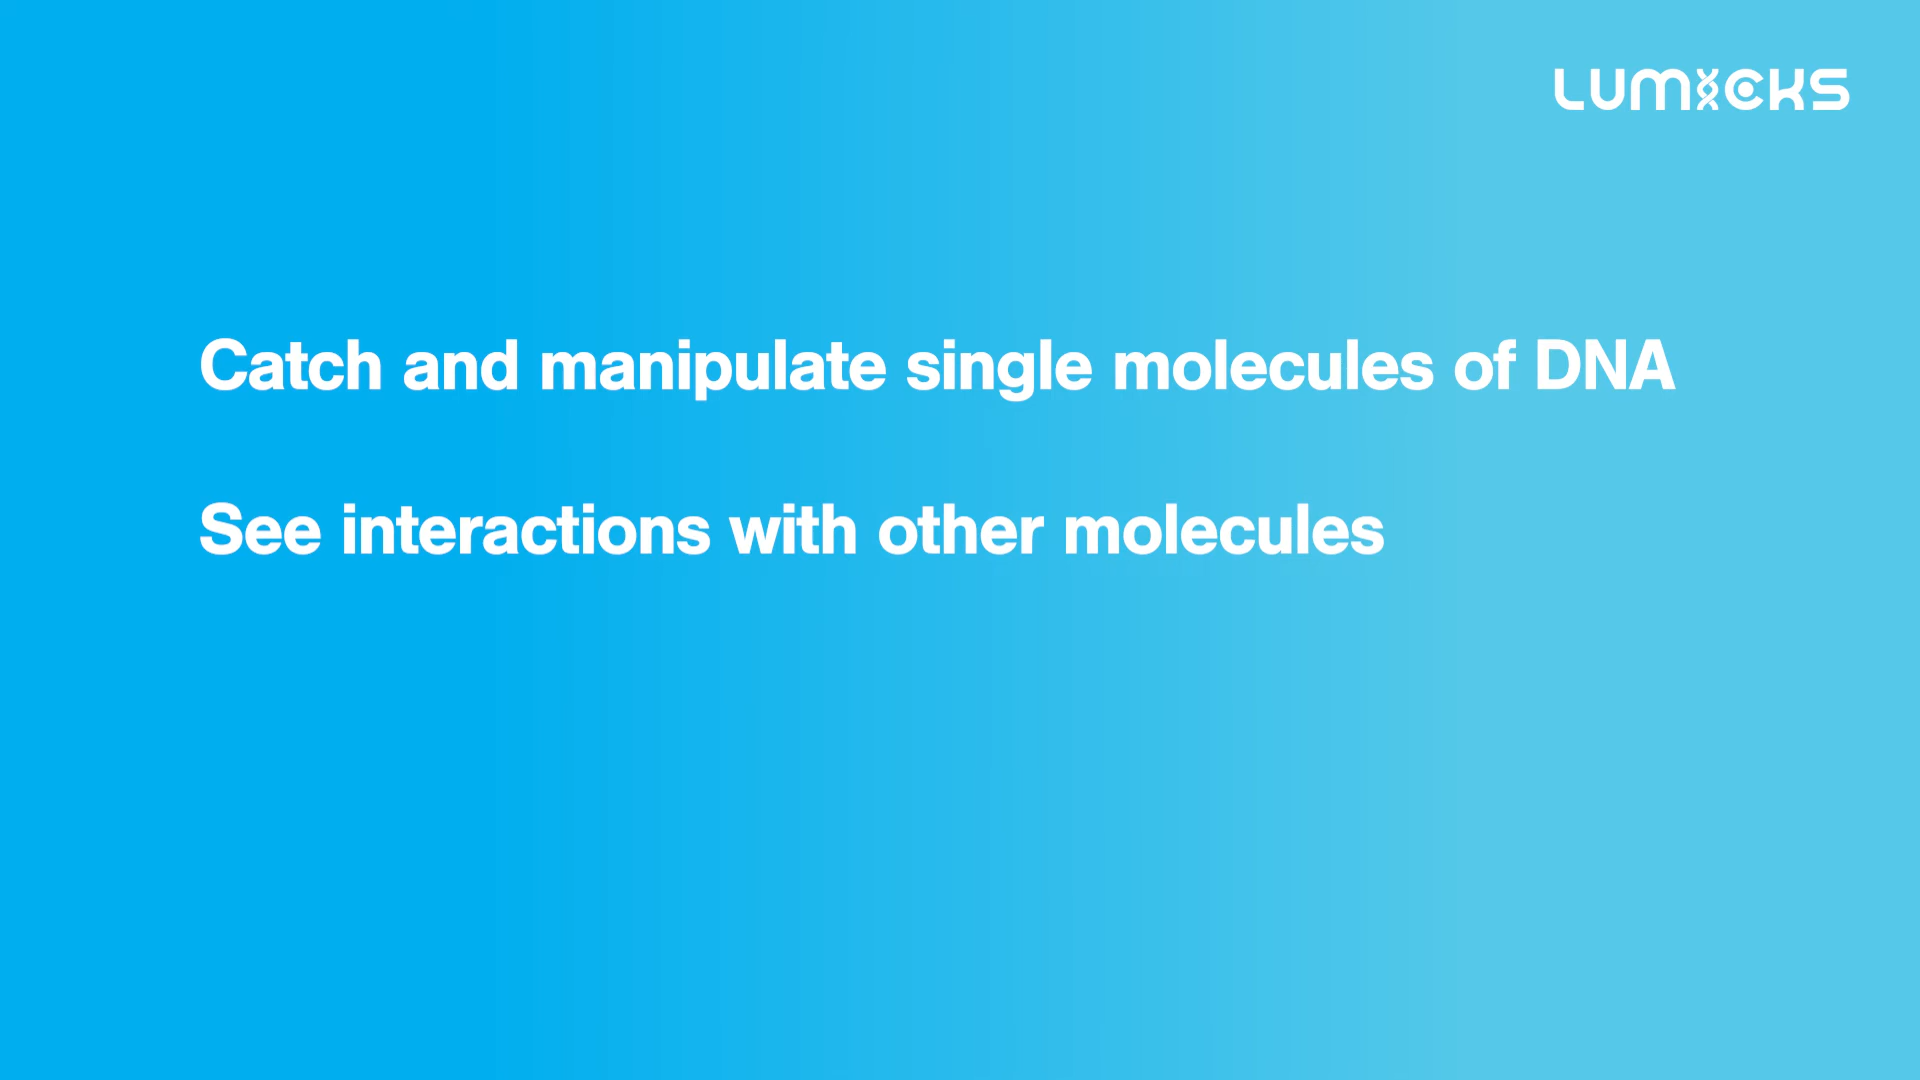 LUMICKS
Catch and manipulate single molecules of DNA
See interactions with other molecules